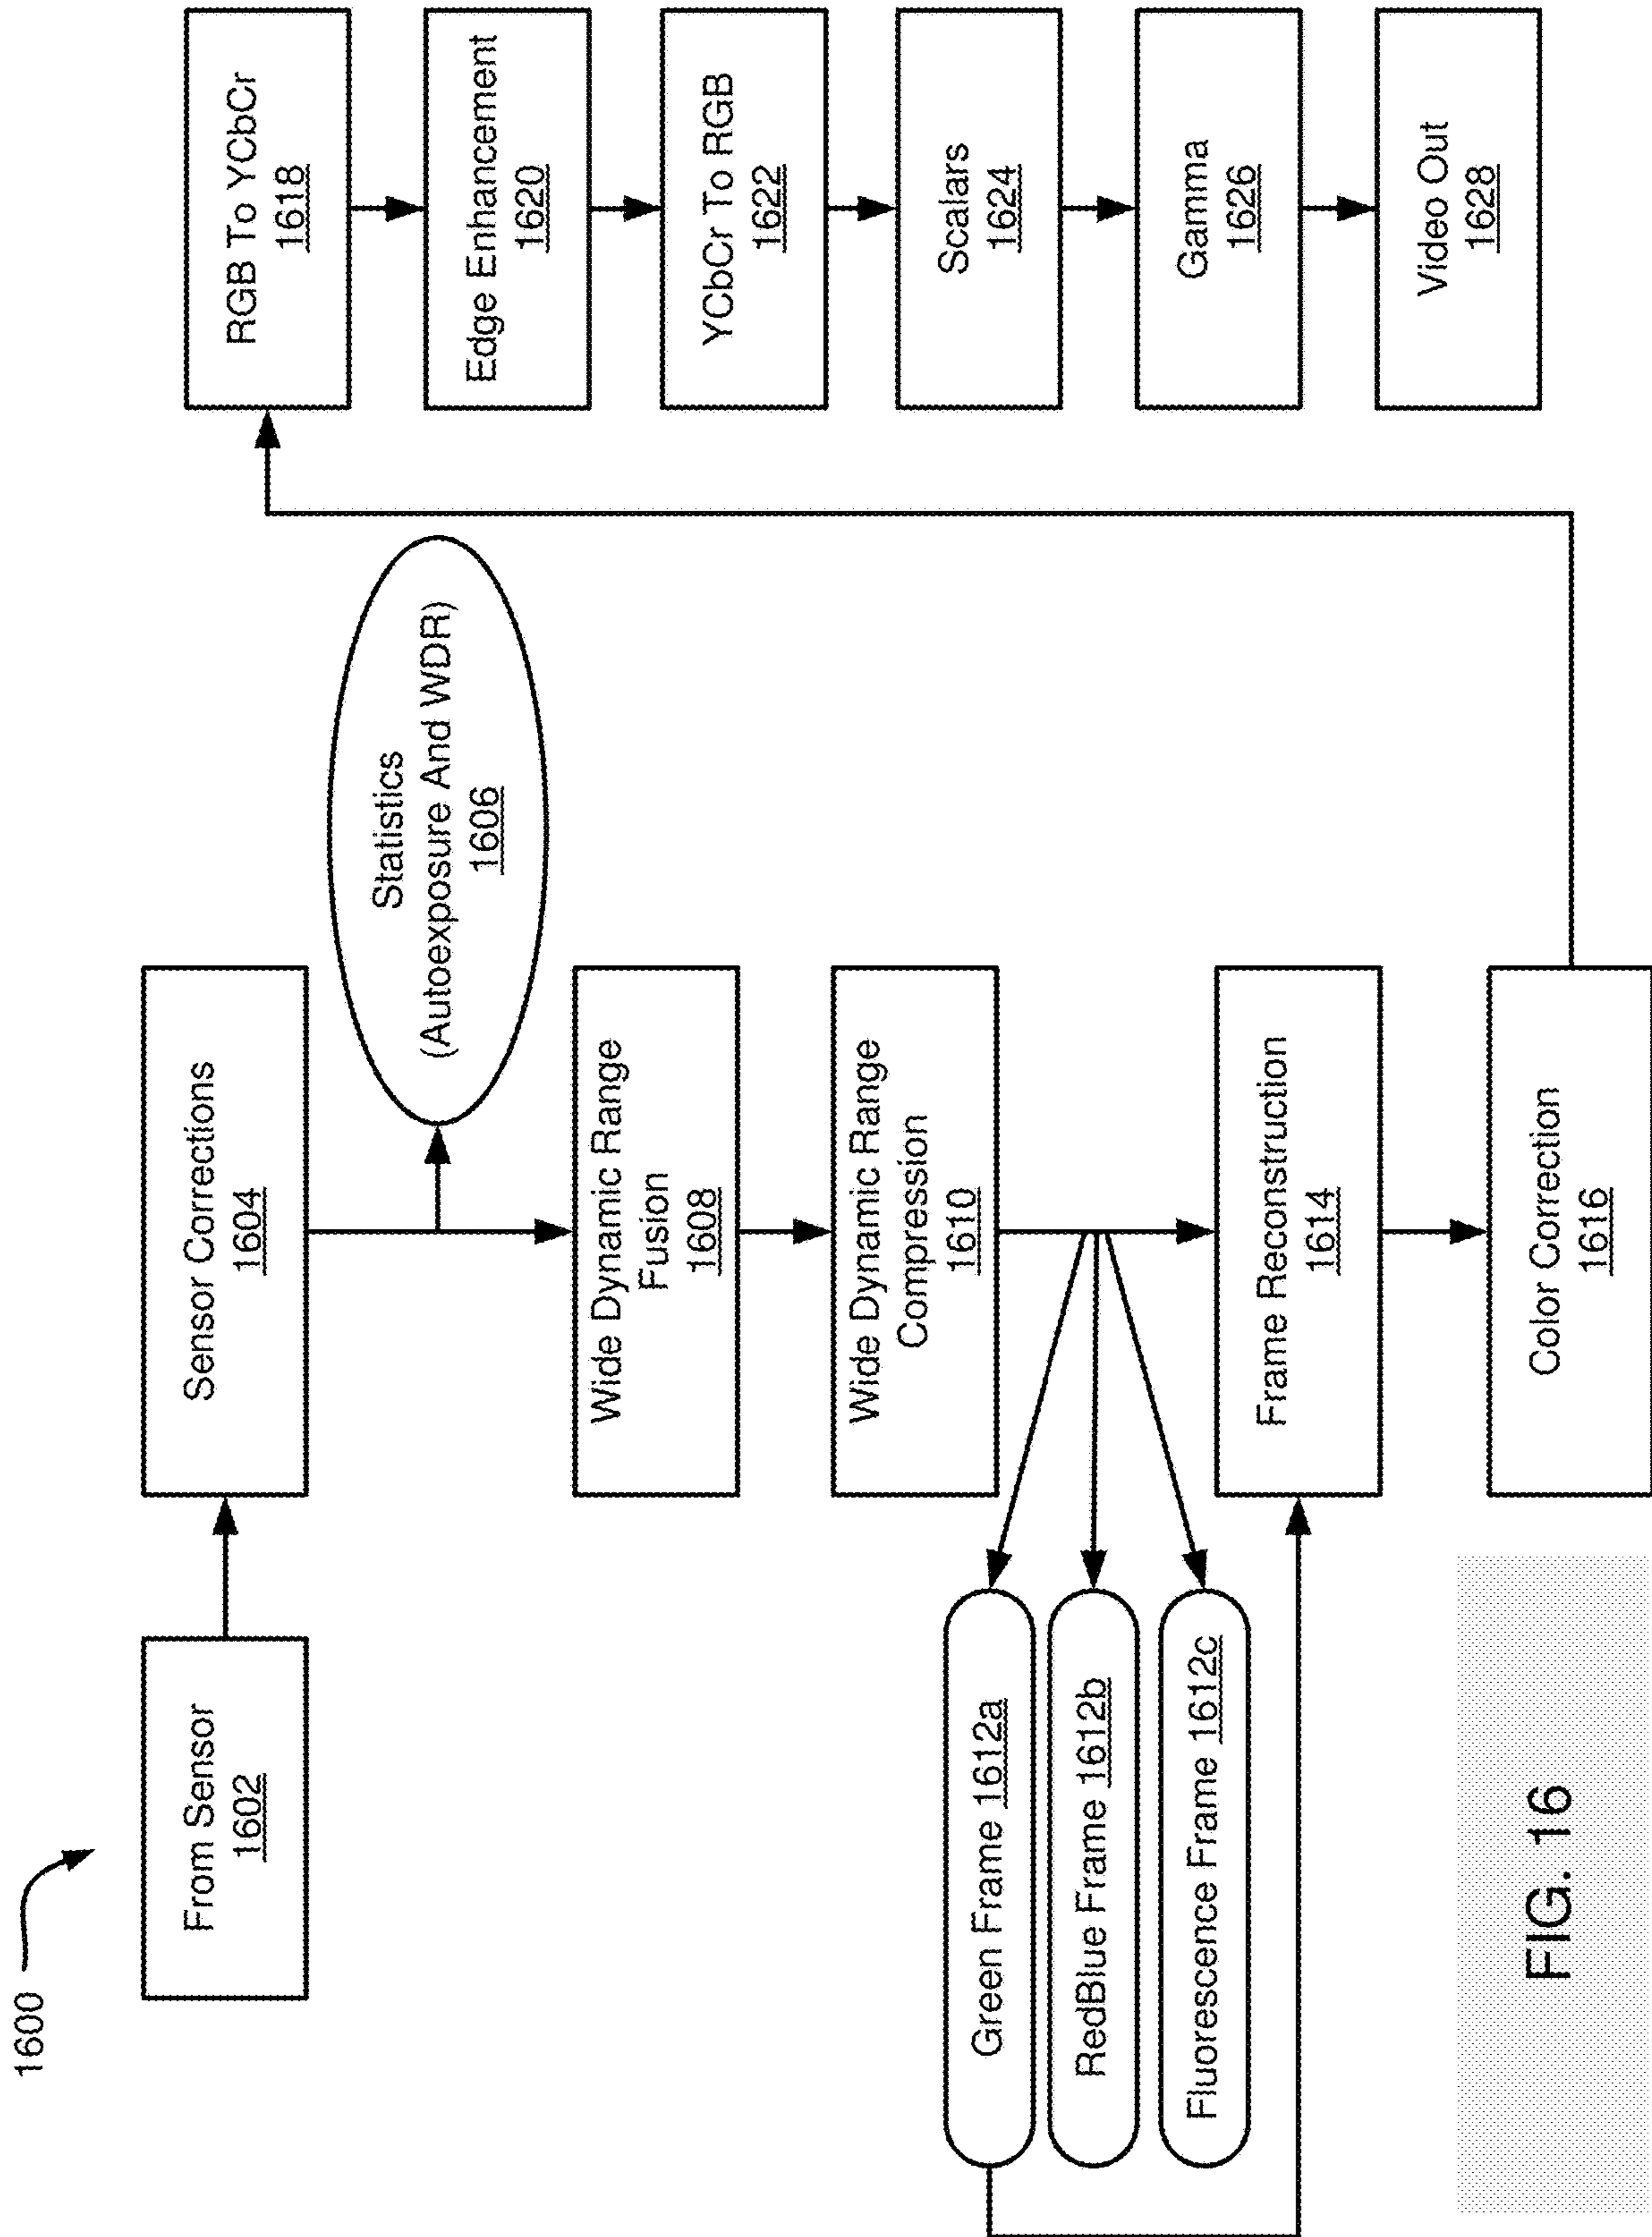 1600
From Sensor
1602
Sensor Corrections
1604
Statistics
(Autoexposure And WDR)
1606
Wide Dynamic Range
Fusion
1608
Wide Dynamic Range
Compression
1610
Green Frame 1612a
RedBlue Frame 1612b
Fluorescence Frame 1612c
Frame Reconstruction
1614
Color Correction
1616
RGB To YCbCr
1618
Edge Enhancement
1620
YCbCr To RGB
1622
Scalars
1624
Gamma
1626
Video Out
1628
FIG. 16